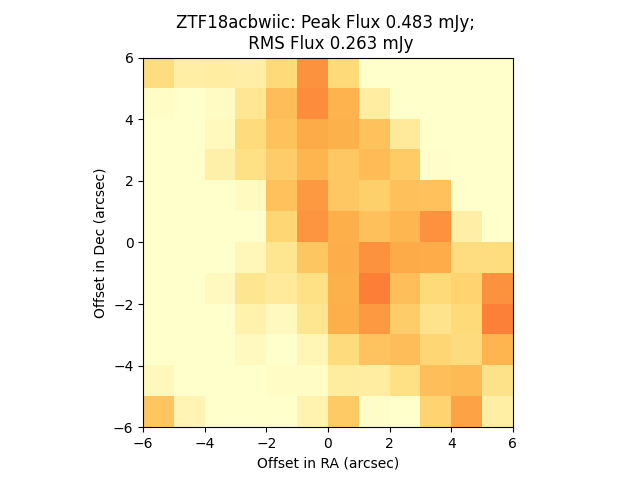 ZTF18acbwiic: Peak Flux 0.483 mJy;
RMS Flux 0.263 mJy
6
4
2
0
−2
−4
−6
Offset in Dec (arcsec)
−6 −4 −2 0 2 4 6
Offset in RA (arcsec)